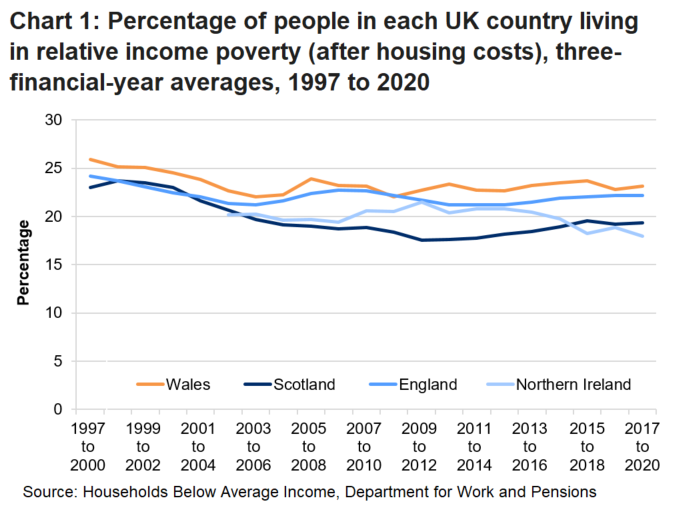 Chart 1: Percentage of people in each UK country living
in relative income poverty (after housing costs), three-
financial-year averages, 1997 to 2020
30
25
20
15
10
5
0
Percentage
Wales
Scotland
England
Northern Ireland
1997 to 2000
1999 to 2002
2001 to 2004
2003 to 2006
2005 to 2008
2007 to 2010
2009 to 2012
2011 to 2014
2013 to 2016
2015 to 2018
2017 to 2020
Source: Households Below Average Income, Department for Work and Pensions